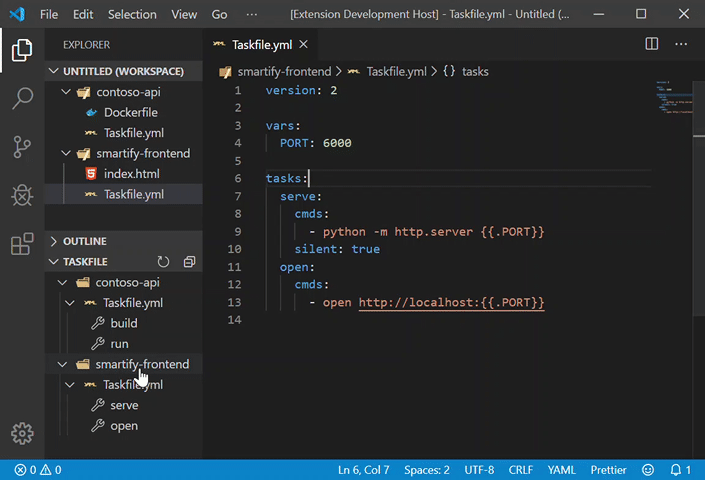 File Edit Selection View Go ··· [Extension Development Host] - Taskfile.yml - Untitled (...
EXPLORER
UNTITLED (WORKSPACE)
contoso-api
Dockerfile
Taskfile.yml
smartify-frontend
index.html
Taskfile.yml
OUTLINE
TASKFILE
contoso-api
Taskfile.yml
build
run
smartify-frontend
Taskfile.yml
serve
open
Taskfile.yml
smartify-frontend > Taskfile.yml > {} tasks
1 version: 2
2
3 vars:
4 PORT: 6000
5
6 tasks:
7 serve:
8 cmds:
9 - python -m http.server {{.PORT}}
10 silent: true
11 open:
12 cmds:
13 - open http://localhost:{{.PORT}}
14
0 0 Ln 6, Col 7 Spaces: 2 UTF-8 CRLF YAML Prettier 1